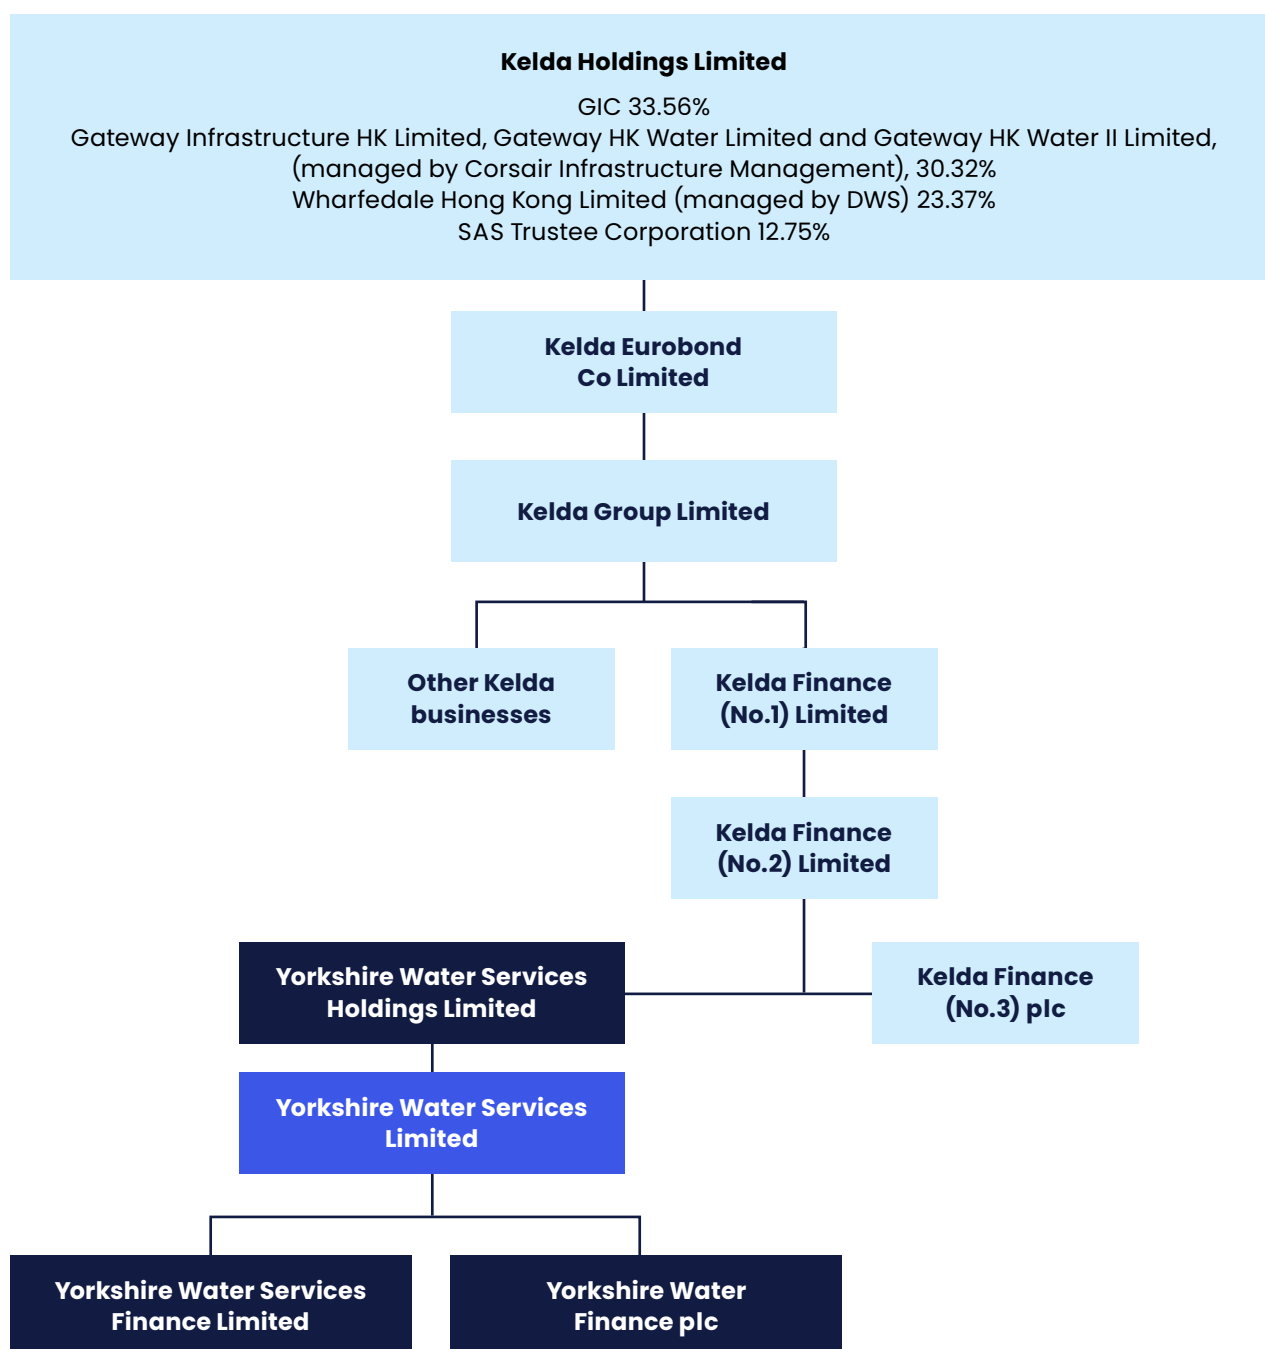 Kelda Holdings Limited
GIC 33.56%
Gateway Infrastructure HK Limited, Gateway HK Water Limited and Gateway HK Water II Limited,
(managed by Corsair Infrastructure Management), 30.32%
Wharfedale Hong Kong Limited (managed by DWS) 23.37%
SAS Trustee Corporation 12.75%
Kelda Eurobond
Co Limited
Kelda Group Limited
Other Kelda
businesses
Kelda Finance
(No.1) Limited
Kelda Finance
(No.2) Limited
Yorkshire Water Services
Holdings Limited
Kelda Finance
(No.3) plc
Yorkshire Water Services
Limited
Yorkshire Water Services
Finance Limited
Yorkshire Water
Finance plc